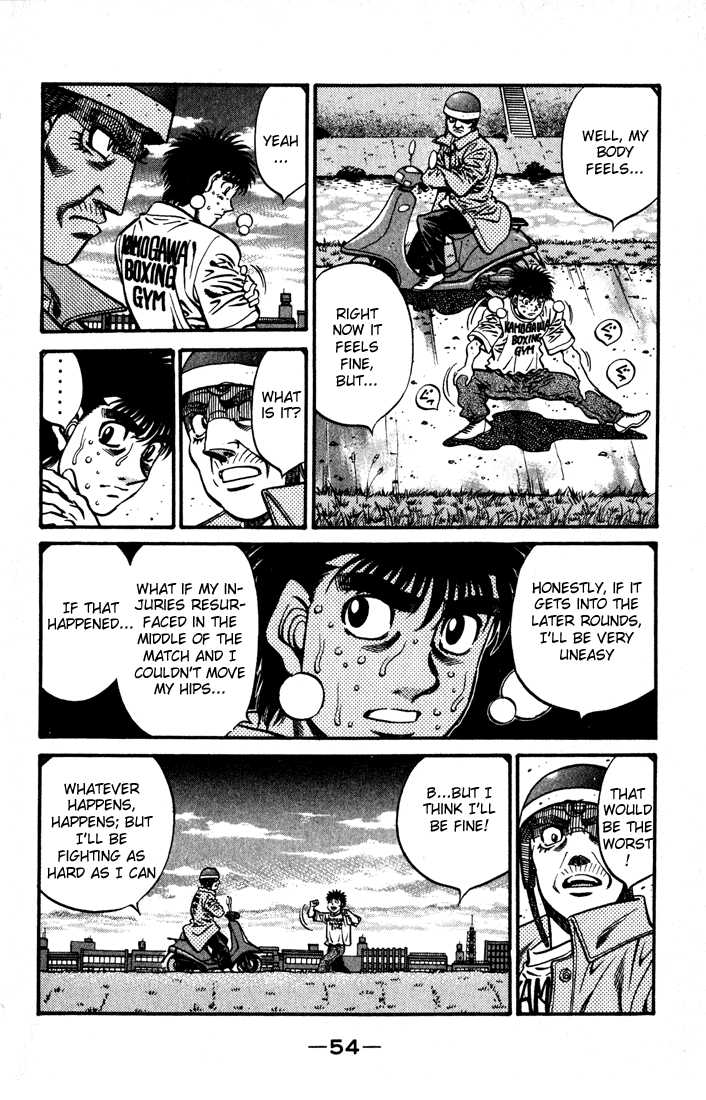 WELL, MY
BODY
FEELS...
KAMOGAWA
BOXING
GYM
RIGHT
NOW IT
FEELS
FINE,
BUT...
YEAH
...
KAMOGAWA
BOXING
GYM
WHAT
IS IT?
......
HONESTLY, IF IT
GETS INTO THE
LATER ROUNDS,
I'LL BE VERY
UNEASY
WHAT IF MY IN-
JURIES RESUR-
FACED IN THE
MIDDLE OF THE
MATCH AND I
COULDN'T MOVE
MY HIPS...
IF THAT
HAPPENED...
THAT
WOULD
BE THE
WORST
!
KAM
B...BUT I
THINK I'LL
BE FINE!
WHATEVER
HAPPENS,
HAPPENS; BUT
I'LL BE
FIGHTING AS
HARD AS I CAN
—54—